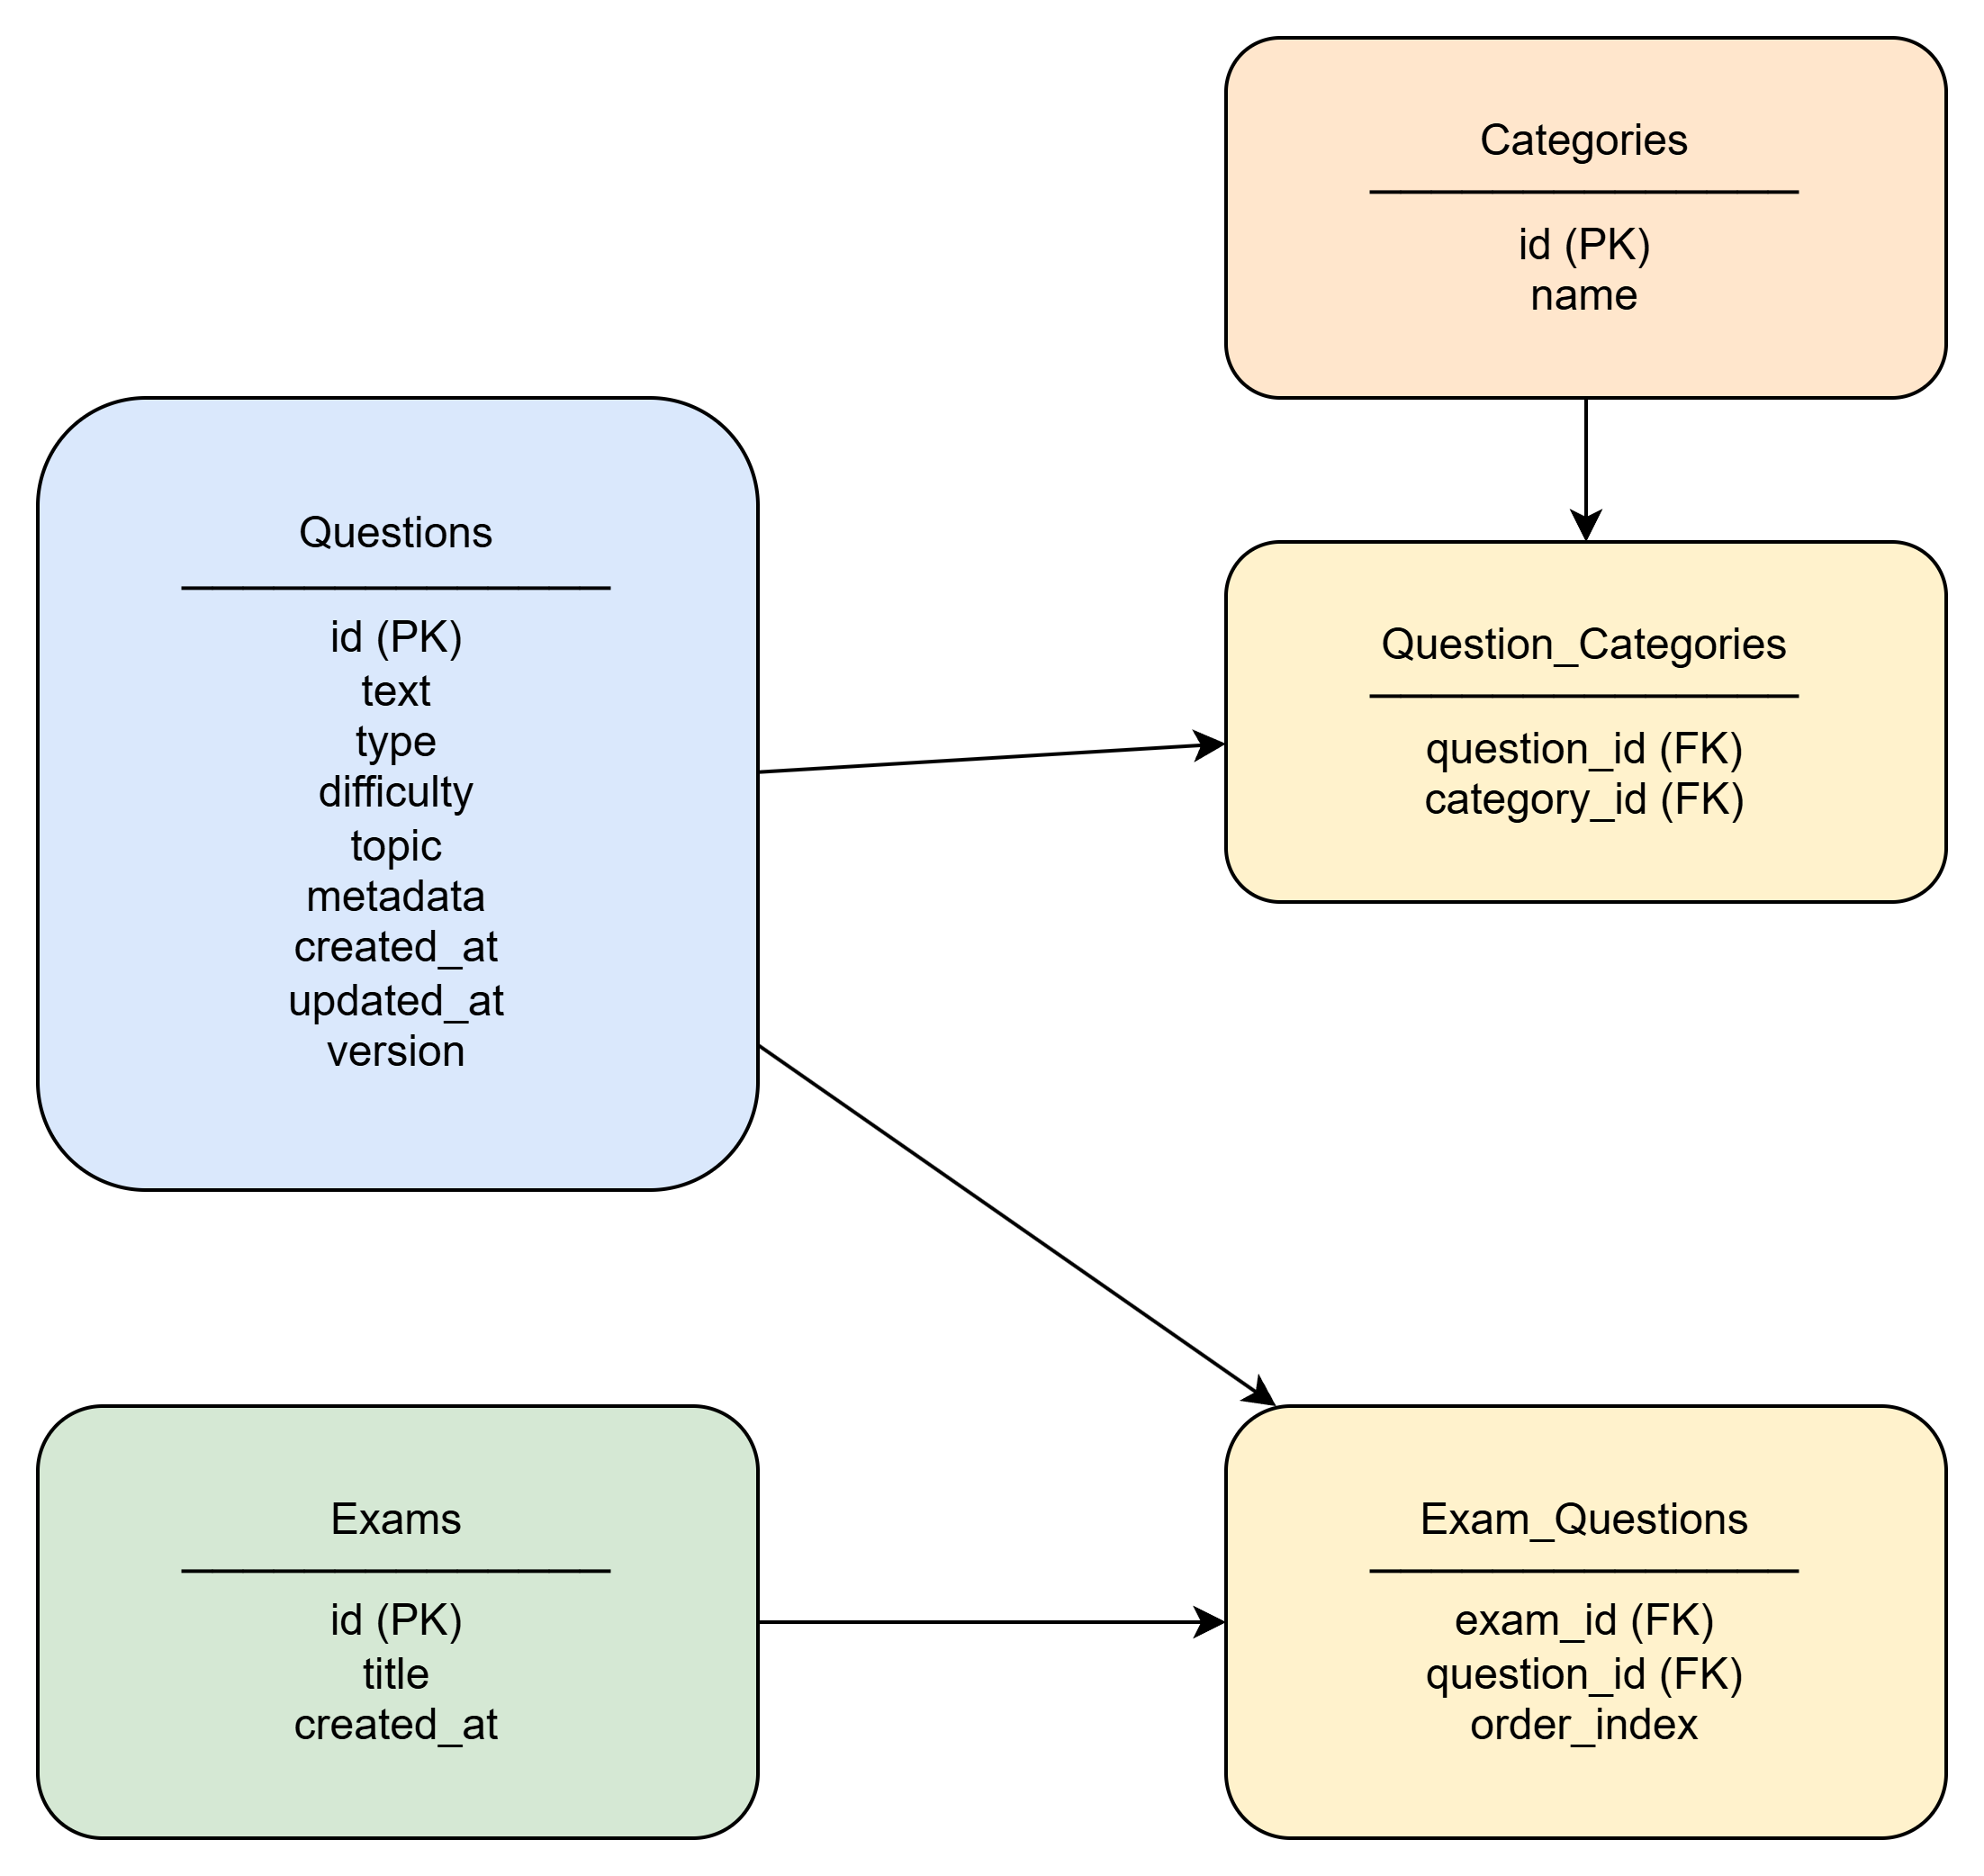 Categories
id (PK)
name
Questions
id (PK)
text
type
difficulty
topic
metadata
created_at
updated_at
version
Question_Categories
question_id (FK)
category_id (FK)
Exams
id (PK)
title
created_at
Exam_Questions
exam_id (FK)
question_id (FK)
order_index